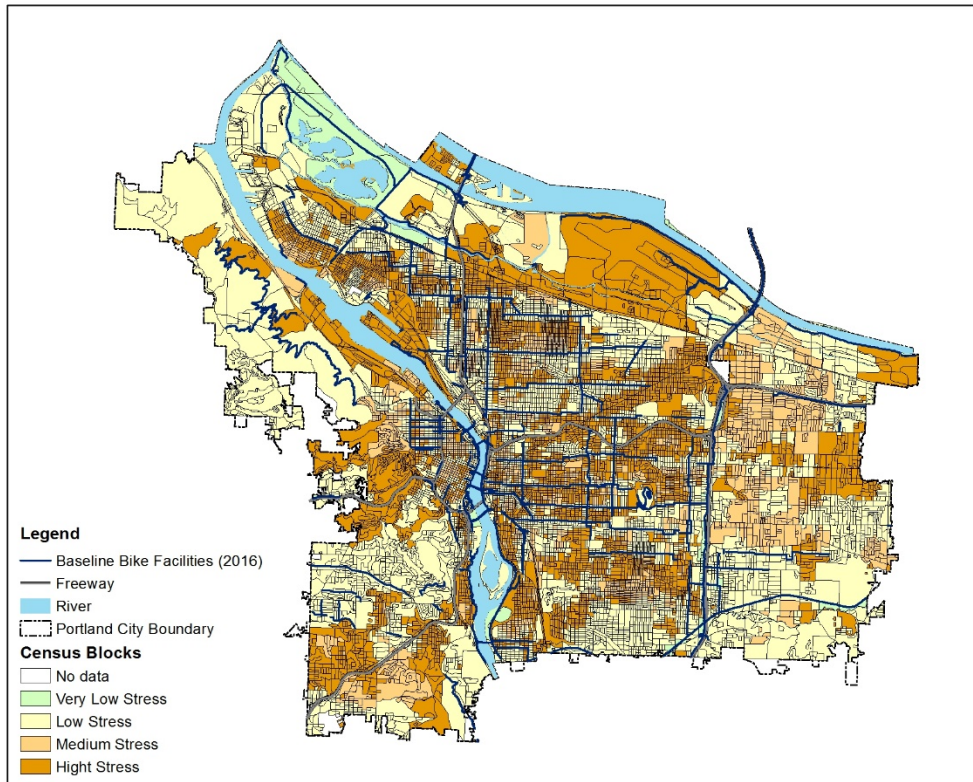 Legend
Baseline Bike Facilities (2016)
Freeway
River
Portland City Boundary
Census Blocks
No data
Very Low Stress
Low Stress
Medium Stress
Hight Stress